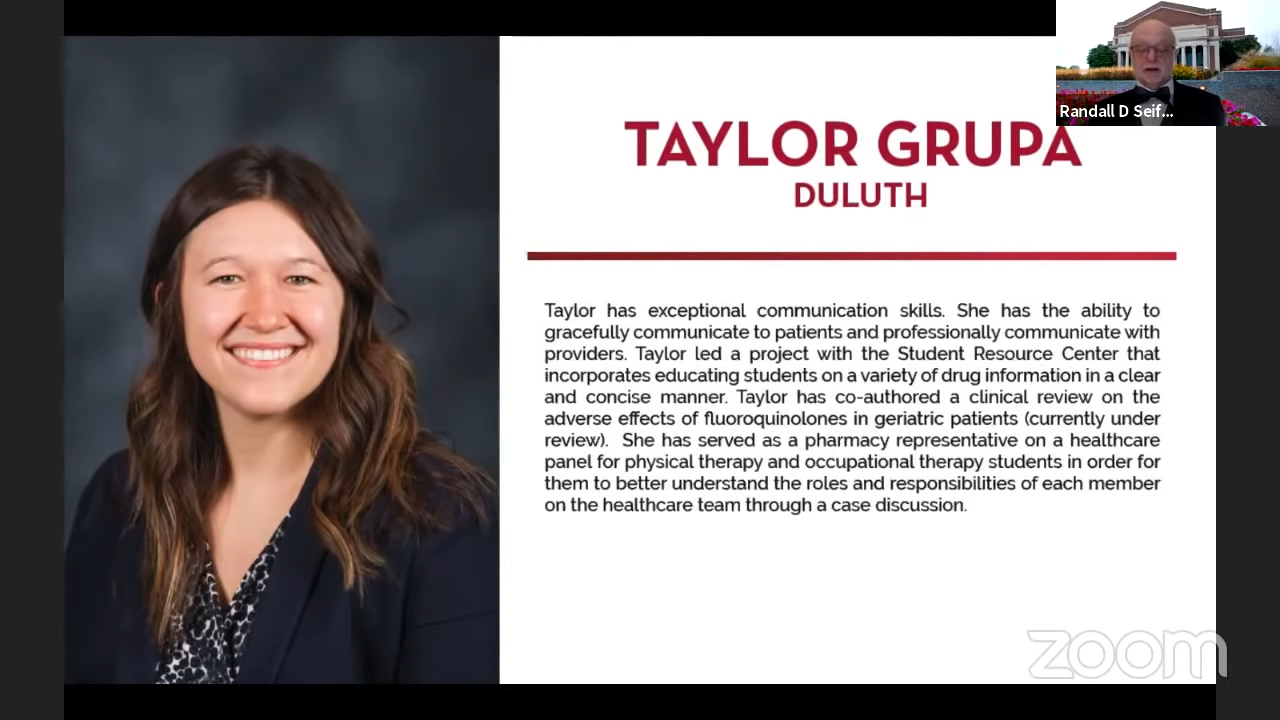 TAYLOR GRUPA
DULUTH
Randall D Seif...
Taylor has exceptional communication skills. She has the ability to
gracefully communicate to patients and professionally communicate with
providers. Taylor led a project with the Student Resource Center that
incorporates educating students on a variety of drug information in a clear
and concise manner. Taylor has co-authored a clinical review on the
adverse effects of fluoroquinolones in geriatric patients (currently under
review). She has served as a pharmacy representative on a healthcare
panel for physical therapy and occupational therapy students in order for
them to better understand the roles and responsibilities of each member
on the healthcare team through a case discussion.
zoom